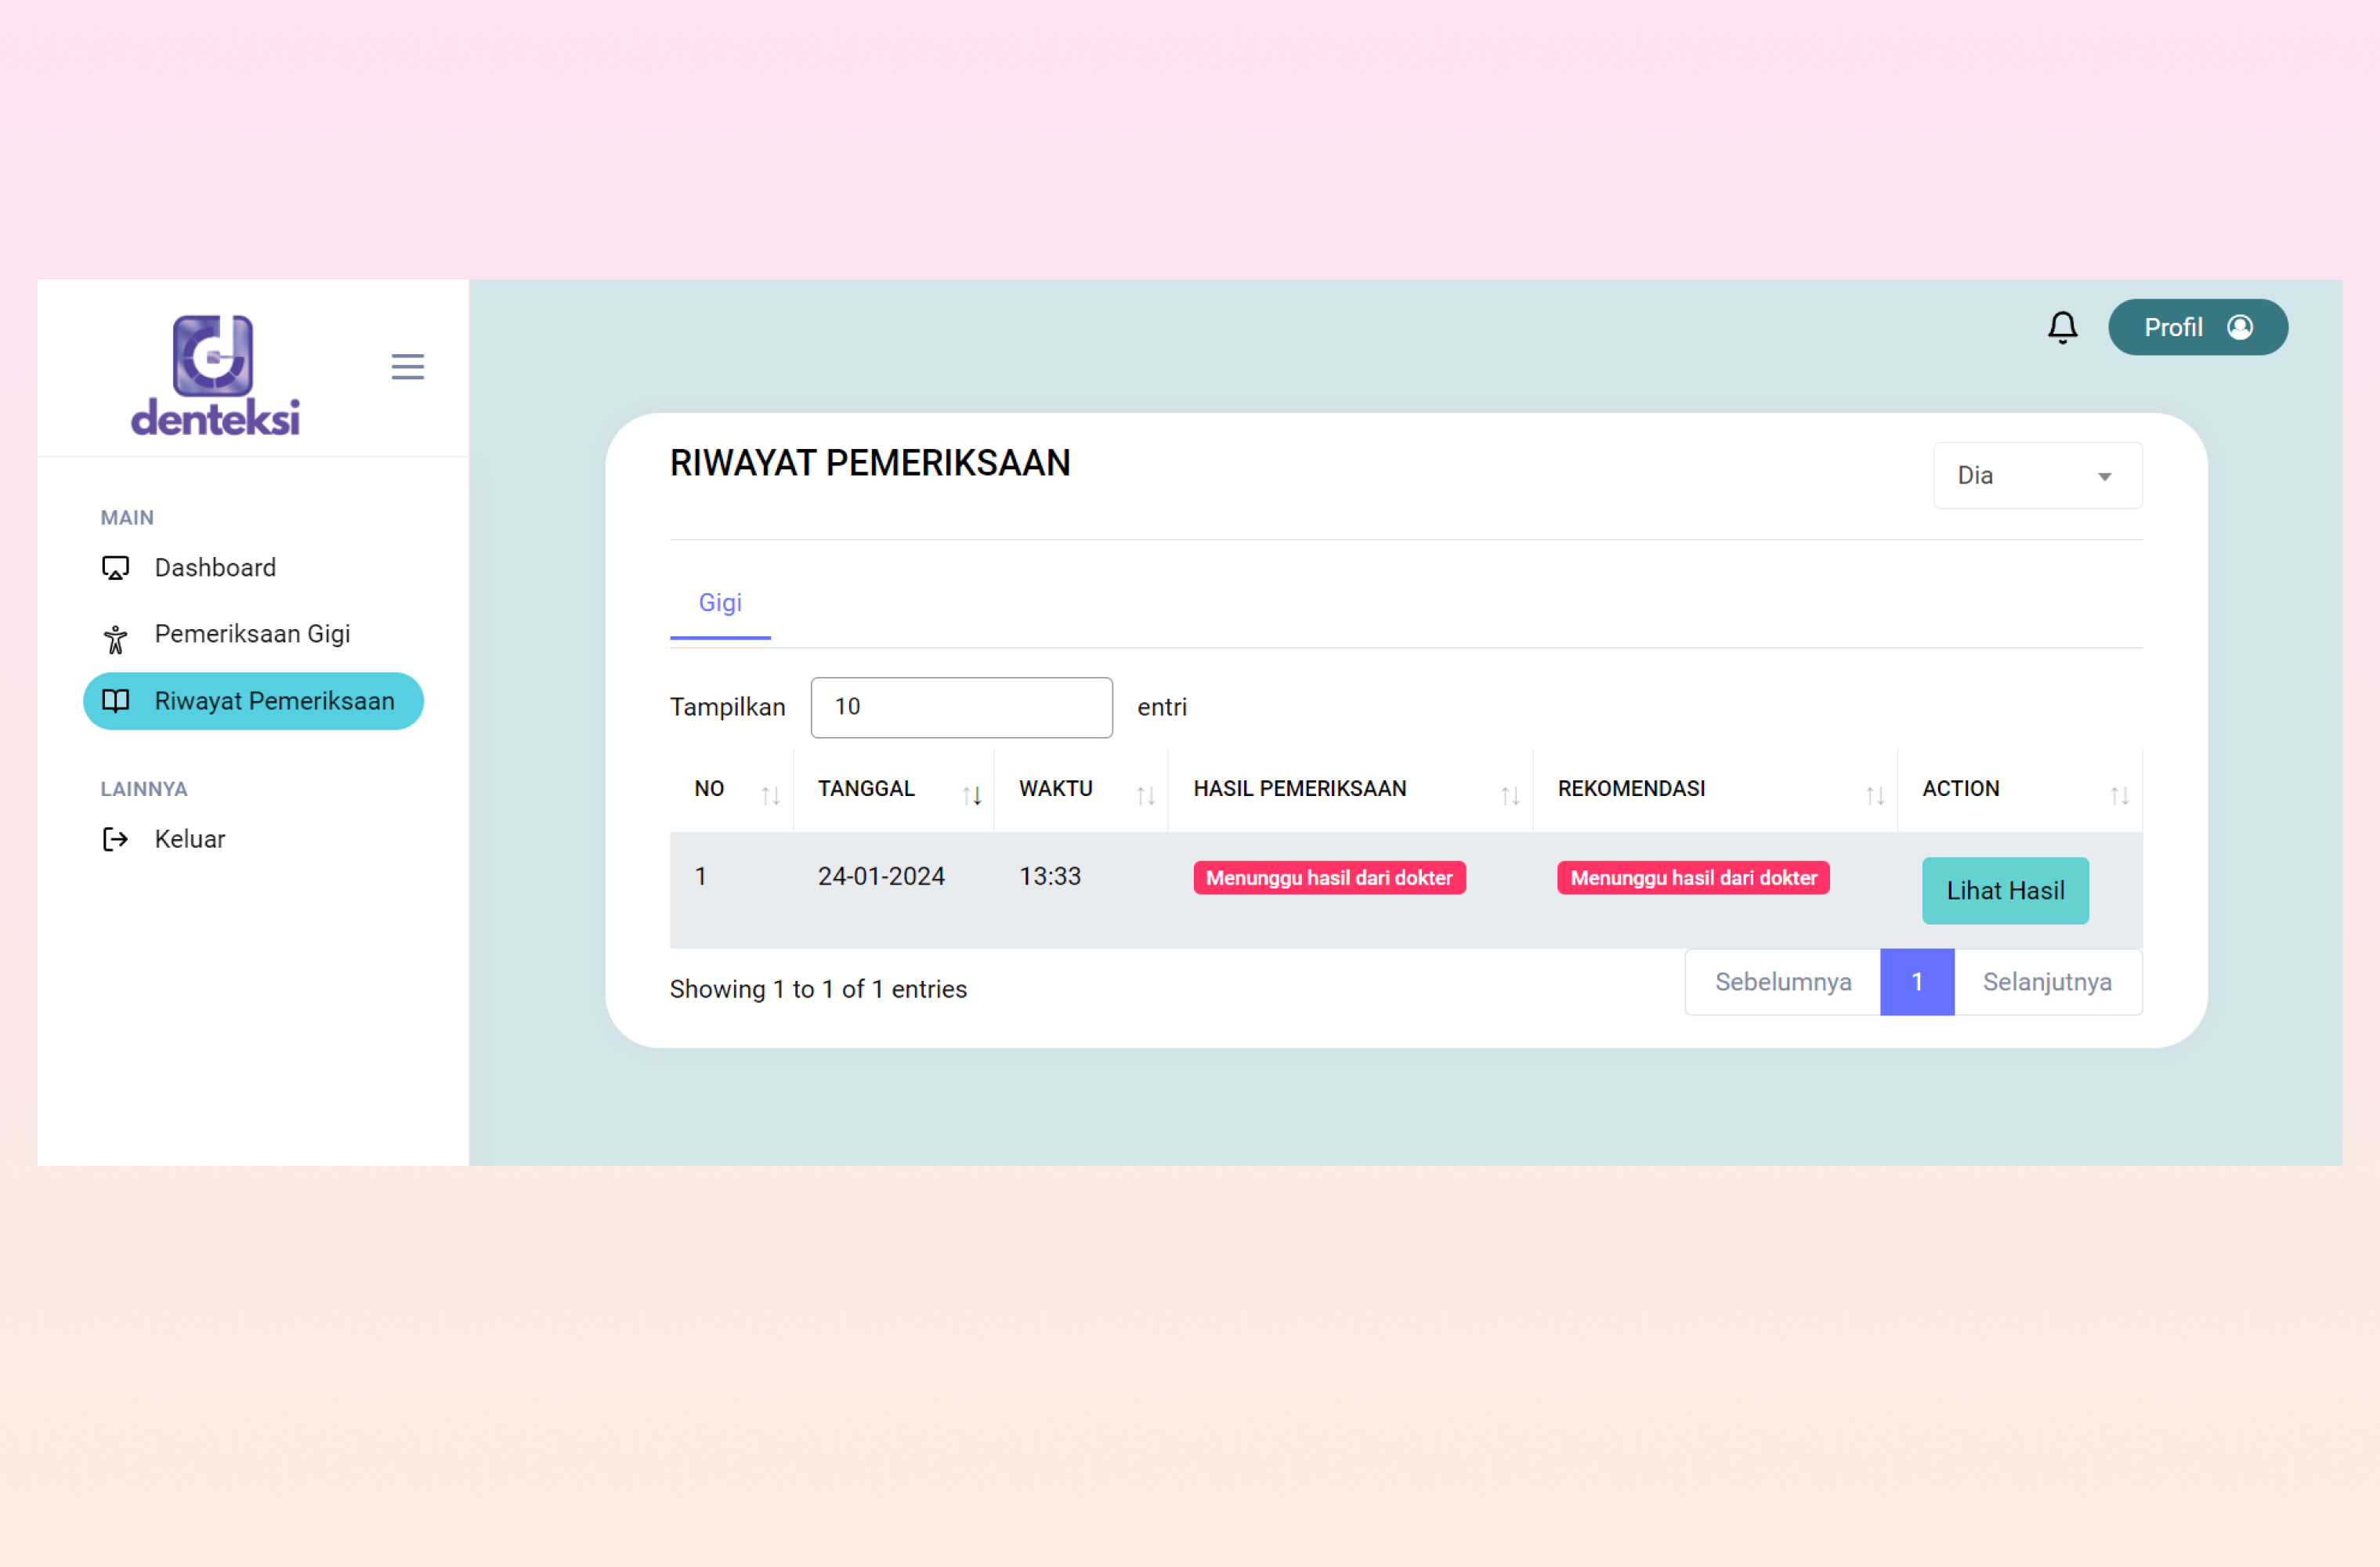 denteksi
MAIN
Dashboard
Pemeriksaan Gigi
Riwayat Pemeriksaan
LAINNYA
Keluar
Profil
RIWAYAT PEMERIKSAAN
Dia
Gigi
Tampilkan 10 entri
NO TANGGAL WAKTU HASIL PEMERIKSAAN REKOMENDASI ACTION
1 24-01-2024 13:33 Menunggu hasil dari dokter Menunggu hasil dari dokter Lihat Hasil
Showing 1 to 1 of 1 entries
Sebelumnya 1 Selanjutnya